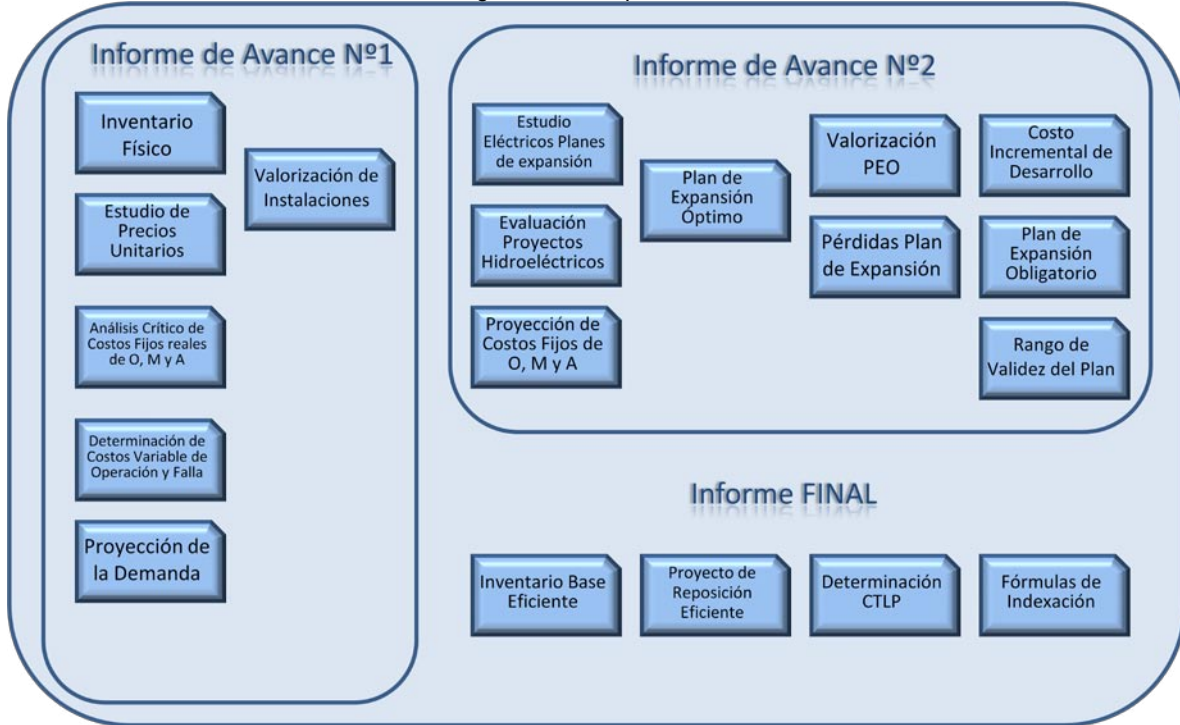 Informe de Avance Nº1
Inventario
Físico
Valorización de
Instalaciones
Estudio de
Precios
Unitarios
Análisis Crítico de
Costos Fijos reales
de O, M y A
Determinación de
Costos Variable de
Operación y Falla
Proyección de
la Demanda
Informe de Avance Nº2
Estudio
Eléctricos Planes
de expansión
Evaluación
Proyectos
Hidroeléctricos
Proyección de
Costos Fijos de
O, M y A
Plan de
Expansión
Óptimo
Valorización
PEO
Pérdidas Plan
de Expansión
Costo
Incremental de
Desarrollo
Plan de
Expansión
Obligatorio
Rango de
Validez del Plan
Informe FINAL
Inventario Base
Eficiente
Proyecto de
Reposición
Eficiente
Determinación
CTLP
Fórmulas de
Indexación